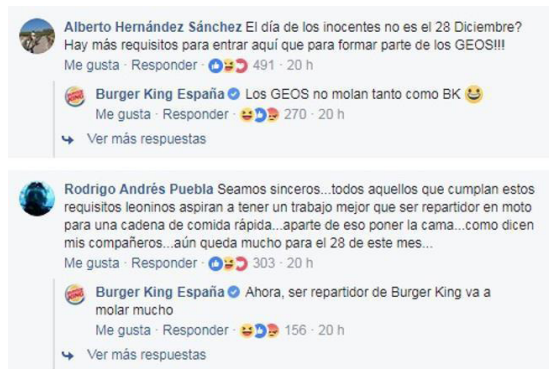 Alberto Hernández Sánchez El día de los inocentes no es el 28 Diciembre?
Hay más requisitos para entrar aquí que para formar parte de los GEOS!!!
Me gusta · Responder · 491 · 20 h
Burger King España Los GEOS no molan tanto como BK 😃
Me gusta · Responder · 270 · 20 h
Ver más respuestas
Rodrigo Andrés Puebla Seamos sinceros...todos aquellos que cumplan estos
requisitos leoninos aspiran a tener un trabajo mejor que ser repartidor en moto
para una cadena de comida rápida...aparte de eso poner la cama...como dicen
mis compañeros...aún queda mucho para el 28 de este mes...
Me gusta · Responder · 303 · 20 h
Burger King España Ahora, ser repartidor de Burger King va a
molar mucho
Me gusta · Responder · 156 · 20 h
Ver más respuestas